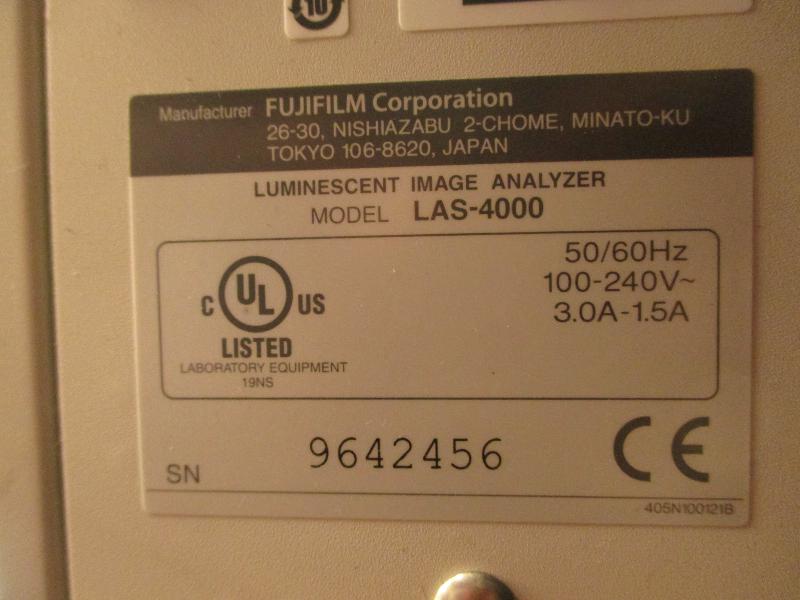 10
Manufacturer FUJIFILM Corporation
26-30, NISHIAZABU 2-CHOME, MINATO-KU
TOKYO 106-8620, JAPAN
LUMINESCENT IMAGE ANALYZER
MODEL LAS-4000
50/60Hz
100-240V~
3.0A-1.5A
C UL US
LISTED
LABORATORY EQUIPMENT
19NS
SN 9642456
CE
405N100121B